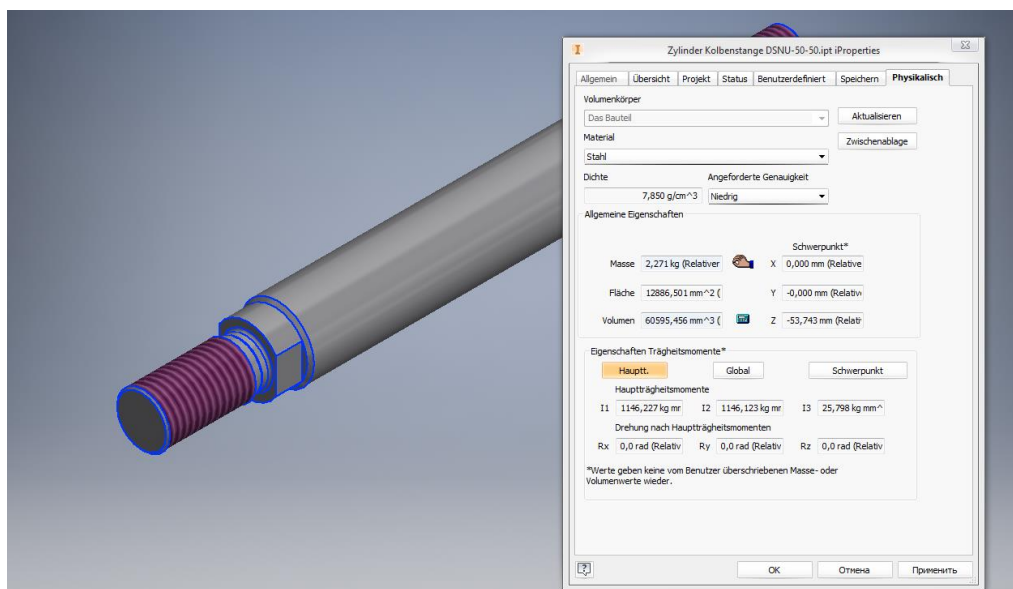 Zylinder Kolbenstange DSNU-50-50.ipt iProperties
Allgemein Übersicht Projekt Status Benutzerdefiniert Speichern Physikalisch
Volumenkörper
Das Bauteil Aktualisieren
Material Zwischenablage
Stahl
Dichte Angeforderte Genauigkeit
7,850 g/cm^3 Niedrig
Allgemeine Eigenschaften
Schwerpunkt*
Masse 2,271 kg (Relativer X 0,000 mm (Relative
Fläche 12886,501 mm^2 ( Y -0,000 mm (Relativ
Volumen 60595,456 mm^3 ( Z -53,743 mm (Relati
Eigenschaften Trägheitsmomente*
Hauptt. Global Schwerpunkt
Hauptträgheitsmomente
I1 1146,227 kg mr I2 1146,123 kg mr I3 25,798 kg mm^
Drehung nach Hauptträgheitsmomenten
Rx 0,0 rad (Relativ Ry 0,0 rad (Relativ Rz 0,0 rad (Relativ
*Werte geben keine vom Benutzer überschriebenen Masse- oder
Volumenwerte wieder.
OK Отмена Применить